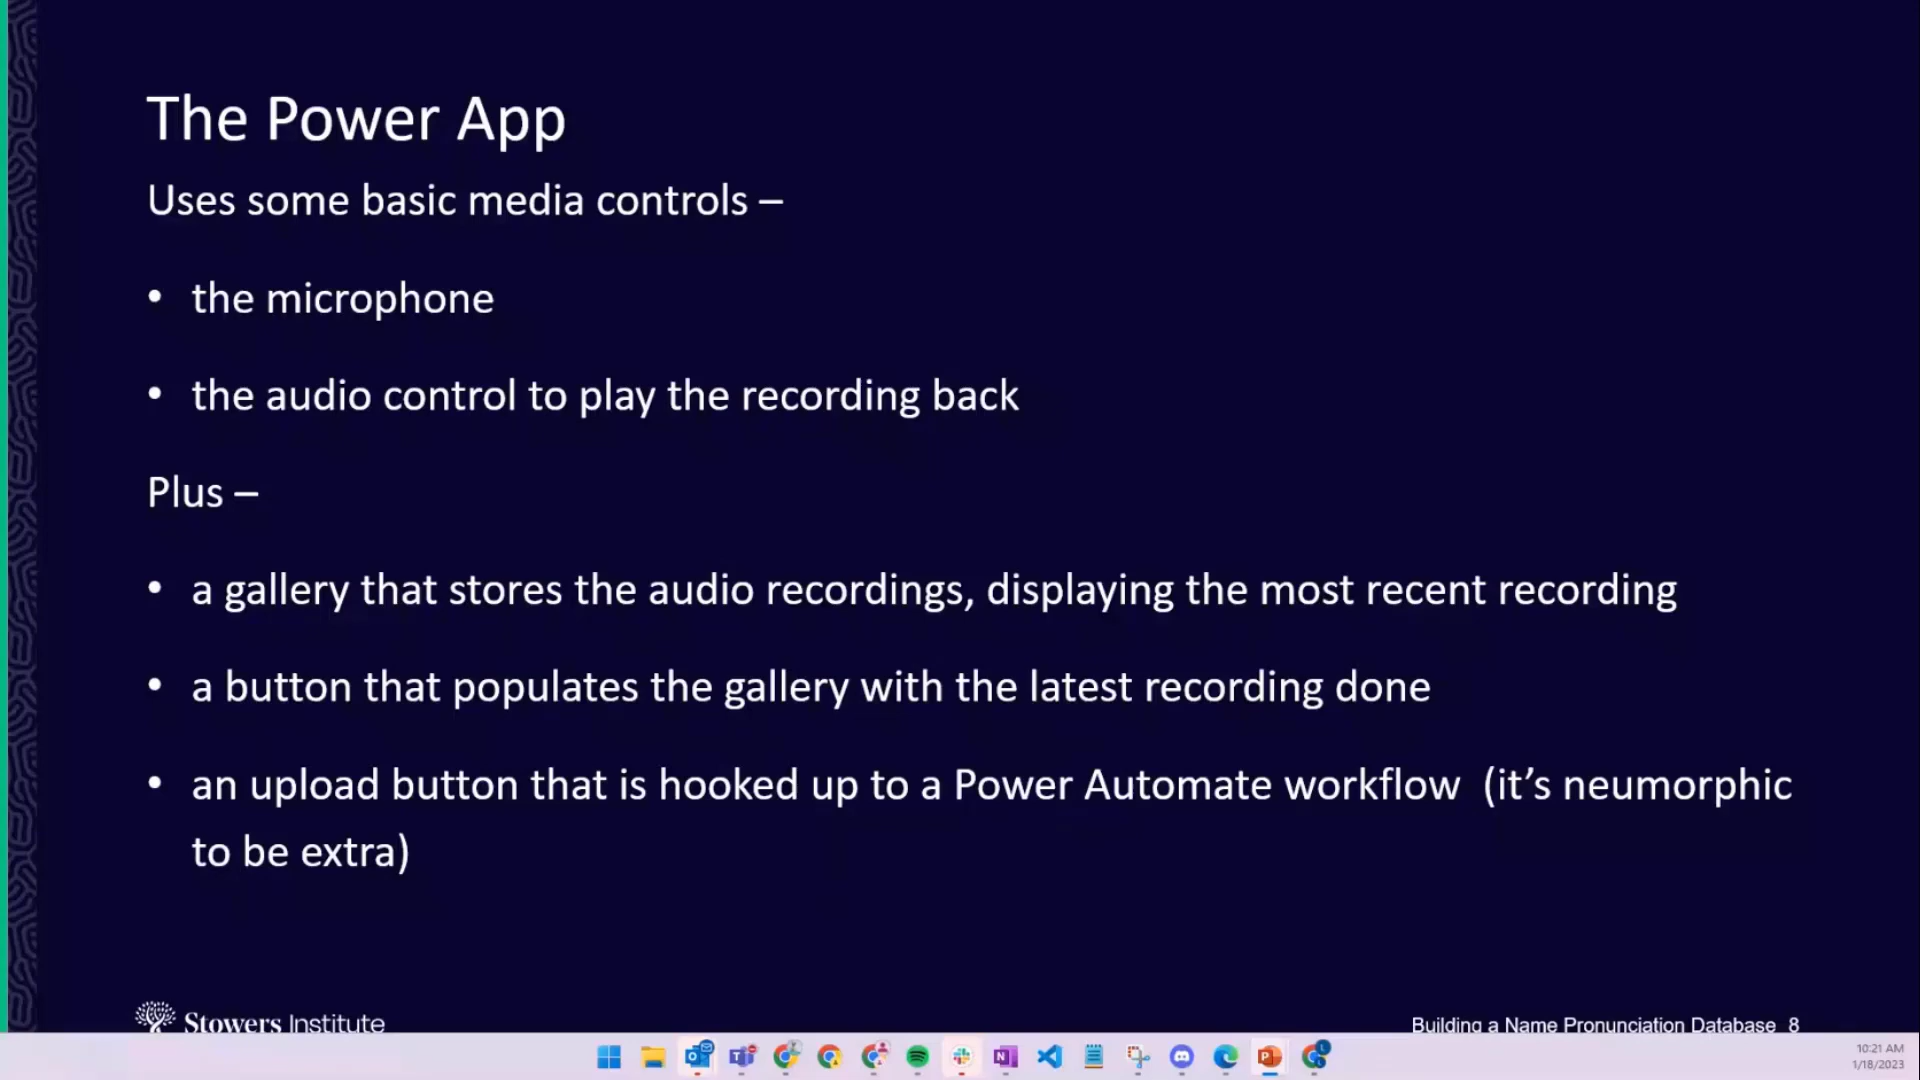 The Power App
Uses some basic media controls –
• the microphone
• the audio control to play the recording back
Plus –
• a gallery that stores the audio recordings, displaying the most recent recording
• a button that populates the gallery with the latest recording done
• an upload button that is hooked up to a Power Automate workflow  (it’s neumorphic
to be extra)
Stowers Institute
Building a Name Pronunciation Database 8
10:21 AM
1/18/2023